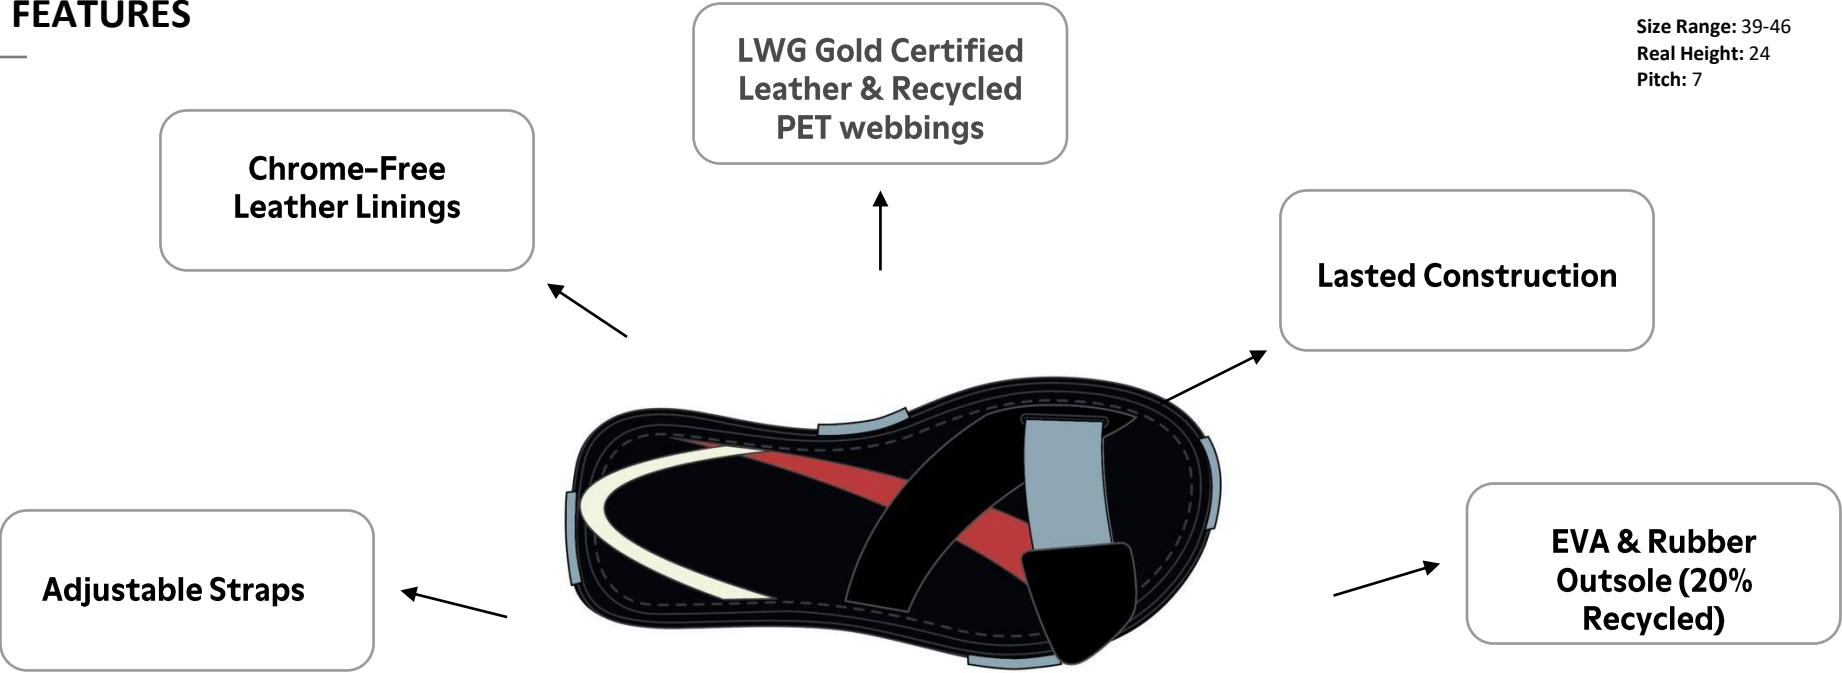 FEATURES
Size Range: 39-46
Real Height: 24
Pitch: 7
LWG Gold Certified
Leather & Recycled
PET webbings
Chrome-Free
Leather Linings
Lasted Construction
Adjustable Straps
EVA & Rubber
Outsole (20%
Recycled)